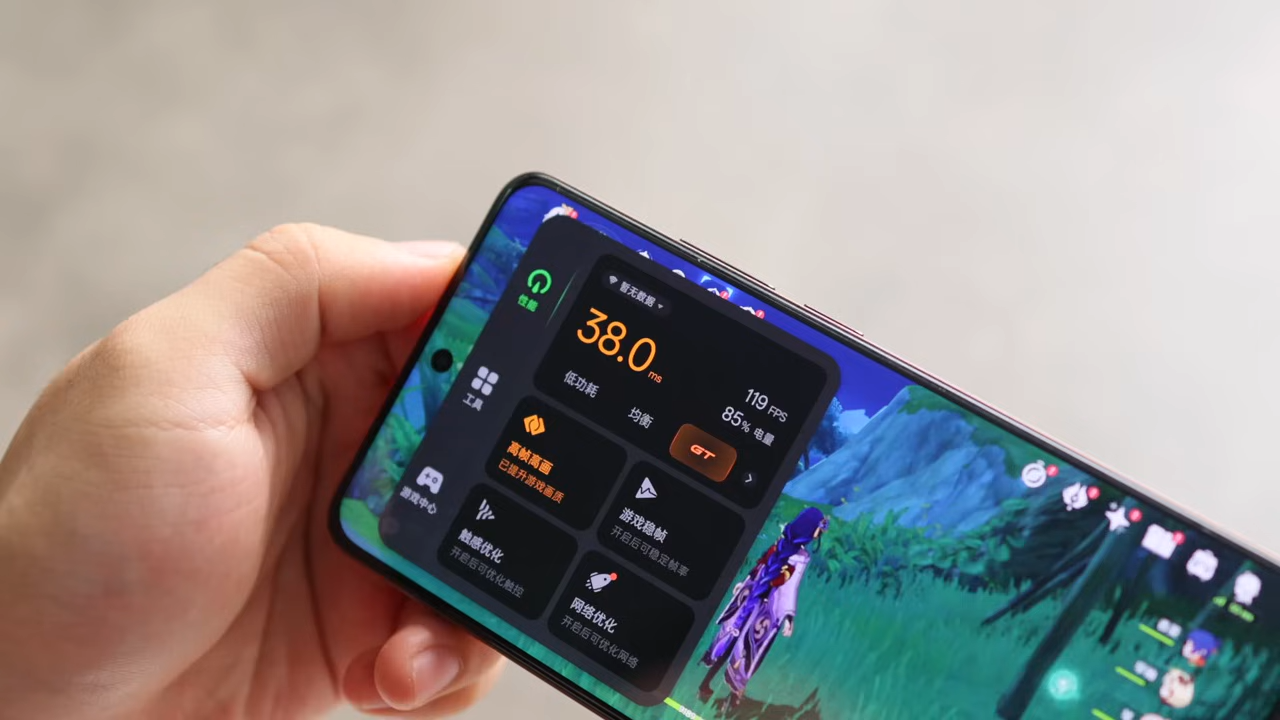 性能
工具
游戏中心
暂无数据
38.0 ms
119 FPS
85% 电量
低功耗
均衡
GT
高帧高画
已提升游戏画质
游戏稳帧
开启后可稳定帧率
触感优化
开启后可优化触控
网络优化
开启后可优化网络